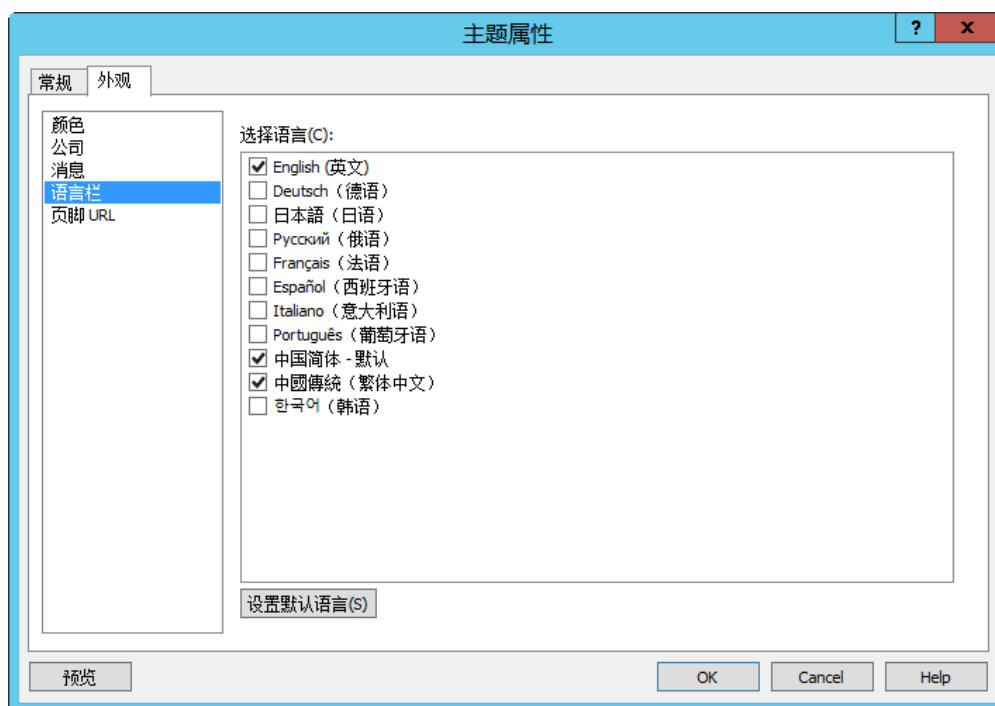 主题属性
?
x
常规
外观
颜色
公司
消息
语言栏
页脚 URL
选择语言(C):
English (英文)
Deutsch（德语）
日本語（日语）
Русский（俄语）
Français（法语）
Español（西班牙语）
Italiano（意大利语）
Português（葡萄牙语）
中国简体 - 默认
中國傳統（繁体中文）
한국어（韩语）
设置默认语言(S)
预览
OK
Cancel
Help